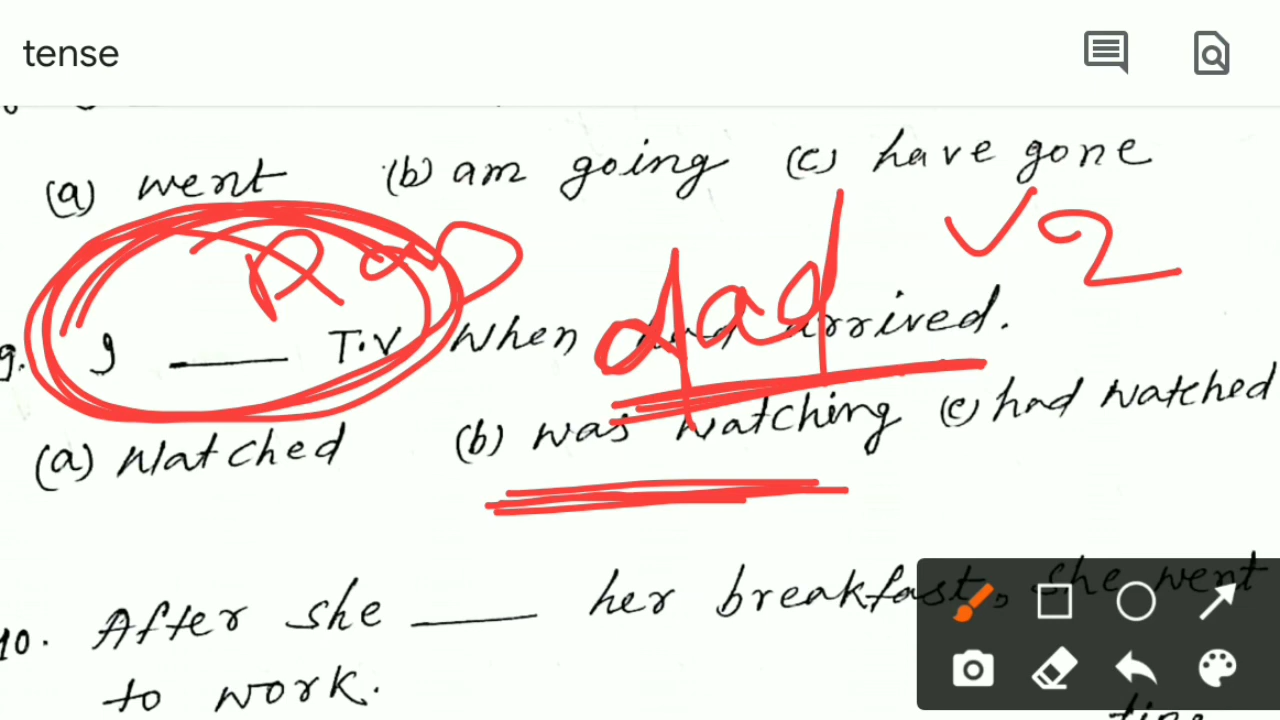 tense
(a) went (b) am going (c) have gone
9. I ____ T.V when dad arrived.
dad
(a) Watched (b) was watching (c) had watched
10. After she ____ her breakfast, she went
to work.